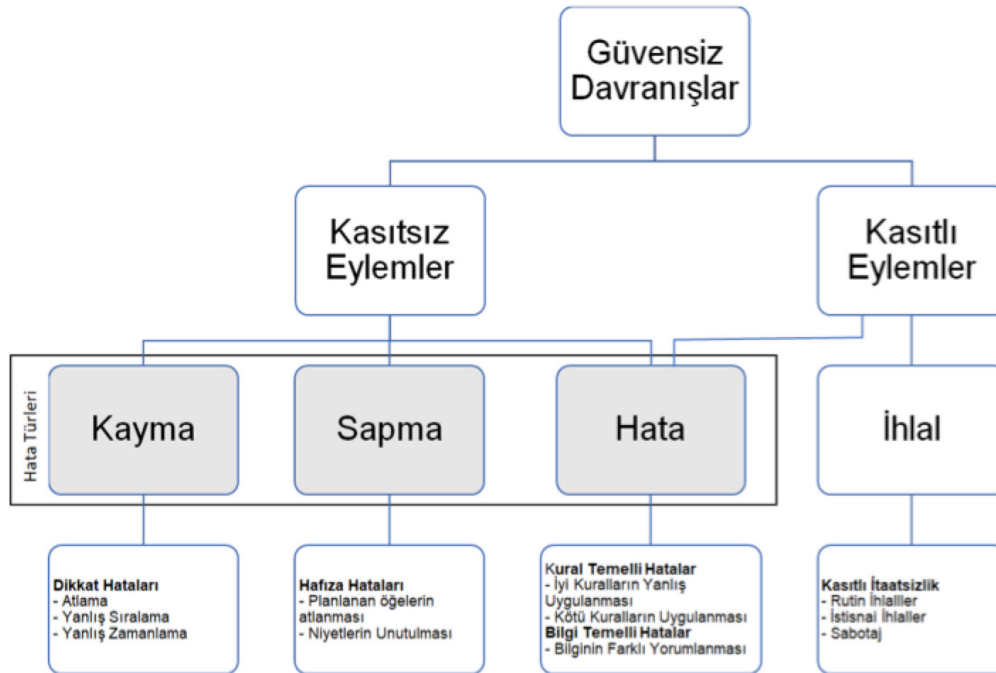 Güvensiz
Davranışlar
Kasıtsız
Eylemler
Kasıtlı
Eylemler
Hata Türleri
Kayma
Sapma
Hata
İhlal
Dikkat Hataları
- Atlama
- Yanlış Sıralama
- Yanlış Zamanlama
Hafıza Hataları
- Planlanan öğelerin
atlanması
- Niyetlerin Unutulması
Kural Temelli Hatalar
- İyi Kuralların Yanlış
Uygulanması
- Kötü Kuralların Uygulanması
Bilgi Temelli Hatalar
- Bilginin Farklı Yorumlanması
Kasıtlı İtaatsizlik
- Rutin İhlalller
- İstisnai İhlaller
- Sabotaj